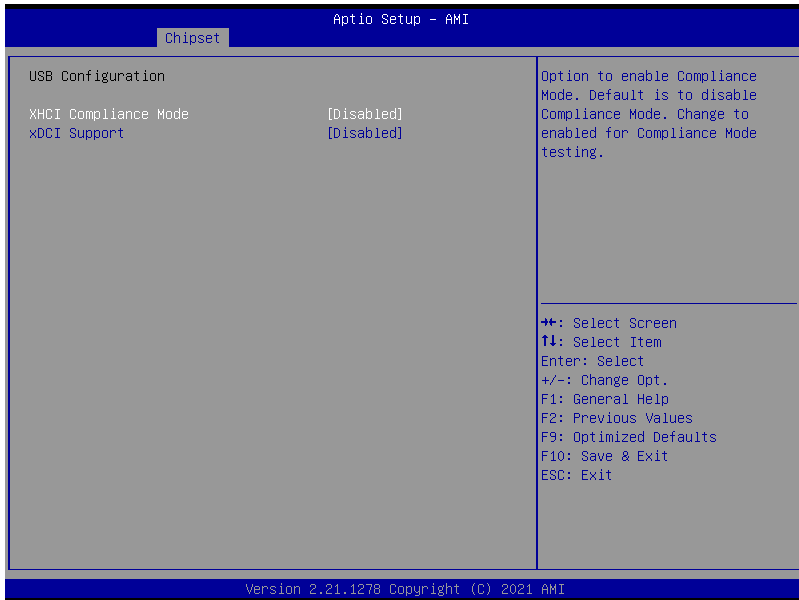 Aptio Setup – AMI
Chipset
USB Configuration
XHCI Compliance Mode [Disabled]
xDCI Support [Disabled]
Option to enable Compliance
Mode. Default is to disable
Compliance Mode. Change to
enabled for Compliance Mode
testing.
→←: Select Screen
↑↓: Select Item
Enter: Select
+/-: Change Opt.
F1: General Help
F2: Previous Values
F9: Optimized Defaults
F10: Save & Exit
ESC: Exit
Version 2.21.1278 Copyright (C) 2021 AMI